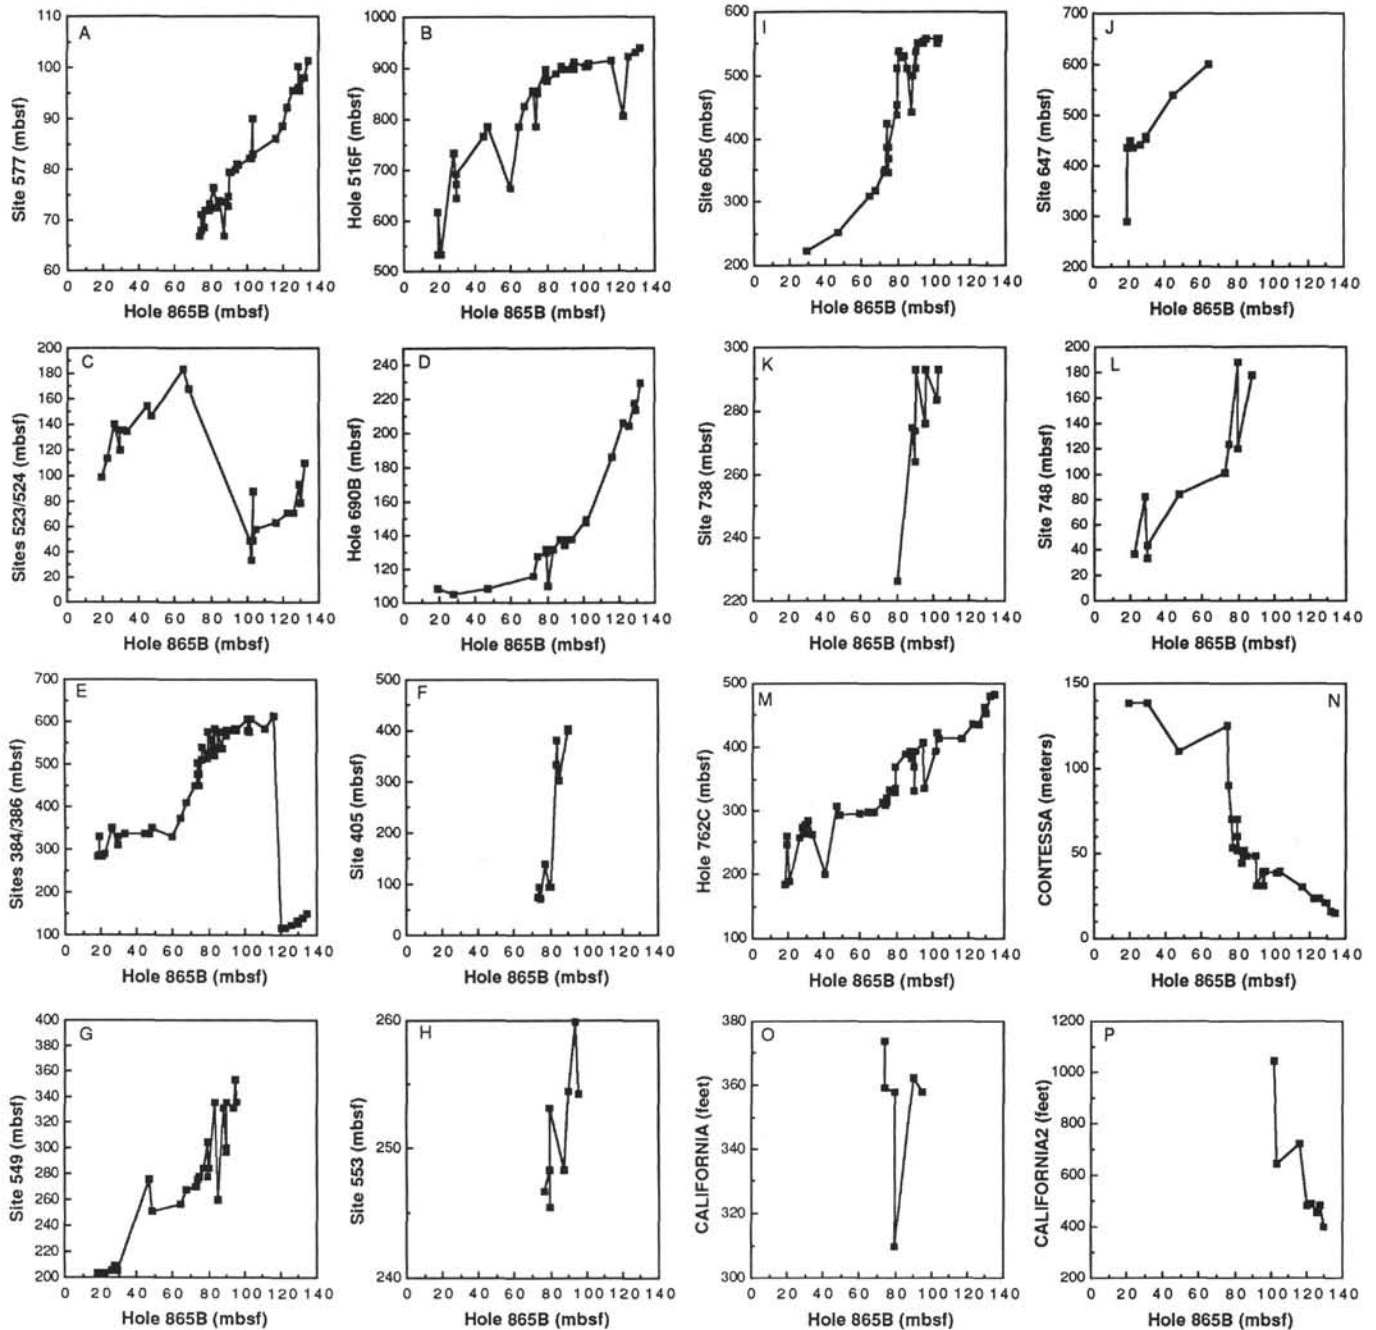 A
Site 577 (mbsf)
110
100
90
80
70
60
0 20 40 60 80 100 120 140
Hole 865B (mbsf)
B
Hole 516F (mbsf)
1000
900
800
700
600
500
0 20 40 60 80 100 120 140
Hole 865B (mbsf)
I
Site 605 (mbsf)
600
500
400
300
200
0 20 40 60 80 100 120 140
Hole 865B (mbsf)
J
Site 647 (mbsf)
700
600
500
400
300
200
0 20 40 60 80 100 120 140
Hole 865B (mbsf)
C
Sites 523/524 (mbsf)
200
180
160
140
120
100
80
60
40
20
0
0 20 40 60 80 100 120 140
Hole 865B (mbsf)
D
Hole 690B (mbsf)
240
220
200
180
160
140
120
100
0 20 40 60 80 100 120 140
Hole 865B (mbsf)
K
Site 738 (mbsf)
300
280
260
240
220
0 20 40 60 80 100 120 140
Hole 865B (mbsf)
L
Site 748 (mbsf)
200
180
160
140
120
100
80
60
40
20
0
0 20 40 60 80 100 120 140
Hole 865B (mbsf)
E
Sites 384/386 (mbsf)
700
600
500
400
300
200
100
0 20 40 60 80 100 120 140
Hole 865B (mbsf)
F
Site 405 (mbsf)
500
400
300
200
100
0
0 20 40 60 80 100 120 140
Hole 865B (mbsf)
M
Hole 762C (mbsf)
500
400
300
200
100
0 20 40 60 80 100 120 140
Hole 865B (mbsf)
N
CONTESSA (meters)
150
100
50
0
0 20 40 60 80 100 120 140
Hole 865B (mbsf)
G
Site 549 (mbsf)
400
380
360
340
320
300
280
260
240
220
200
0 20 40 60 80 100 120 140
Hole 865B (mbsf)
H
Site 553 (mbsf)
260
250
240
0 20 40 60 80 100 120 140
Hole 865B (mbsf)
O
CALIFORNIA (feet)
380
360
340
320
300
0 20 40 60 80 100 120 140
Hole 865B (mbsf)
P
CALIFORNIA2 (feet)
1200
1000
800
600
400
200
0 20 40 60 80 100 120 140
Hole 865B (mbsf)